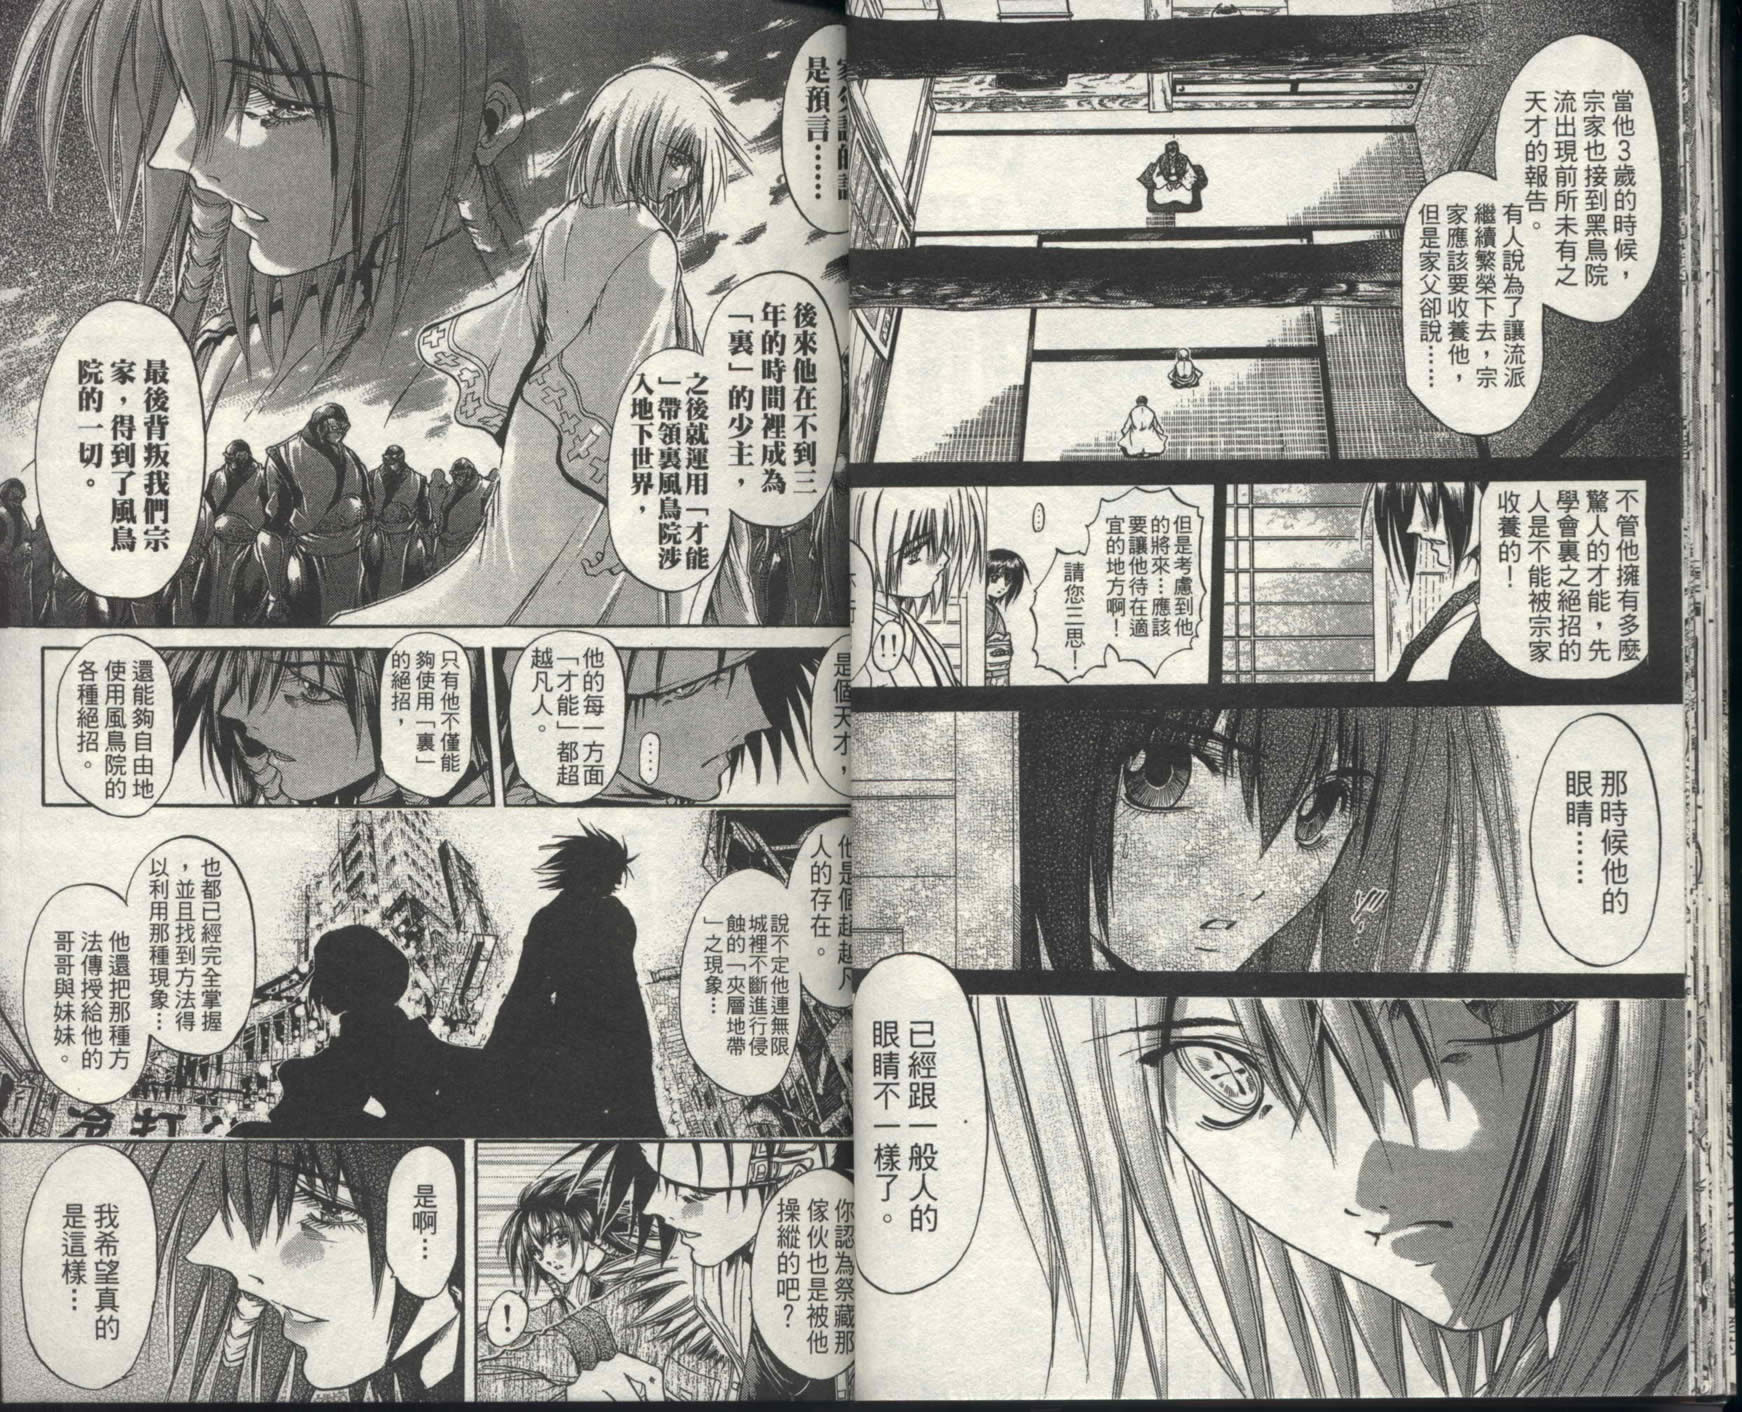 當他3歲的時候，
宗家也接到黑鳥院
流出現前所未有之
天才的報告。
有人說為了讓流派
繼續繁榮下去，宗
家應該要收養他，
但是家父卻說……
不管他擁有多麼
驚人的才能，先
學會裏之絕招的
人是不能被宗家
收養的！
但是考慮到他
的將來…應該
要讓他待在適
宜的地方啊！
請您三思！
…
!!
那時候他的
眼睛……
已經跟一般人的
眼睛不一樣了。
是預言……
後來他在不到三
年的時間裡成為
「裏」的少主，
之後就運用「才能
」帶領裏風鳥院涉
入地下世界，
最後背叛我們宗
家，得到了風鳥
院的一切。
是個天才，
……
他的每一方面
「才能」都超
越凡人。
只有他不僅能
夠使用「裏」
的絕招，
還能夠自由地
使用風鳥院的
各種絕招。
他是個超越凡
人的存在。
說不定他連無限
城裡不斷進行侵
蝕的「夾層地帶
」之現象…
也都已經完全掌握
，並且找到方法得
以利用那種現象…
他還把那種方
法傳授給他的
哥哥與妹妹。
你認為祭藏那
傢伙也是被他
操縱的吧？
！
是啊…
我希望真的
是這樣…